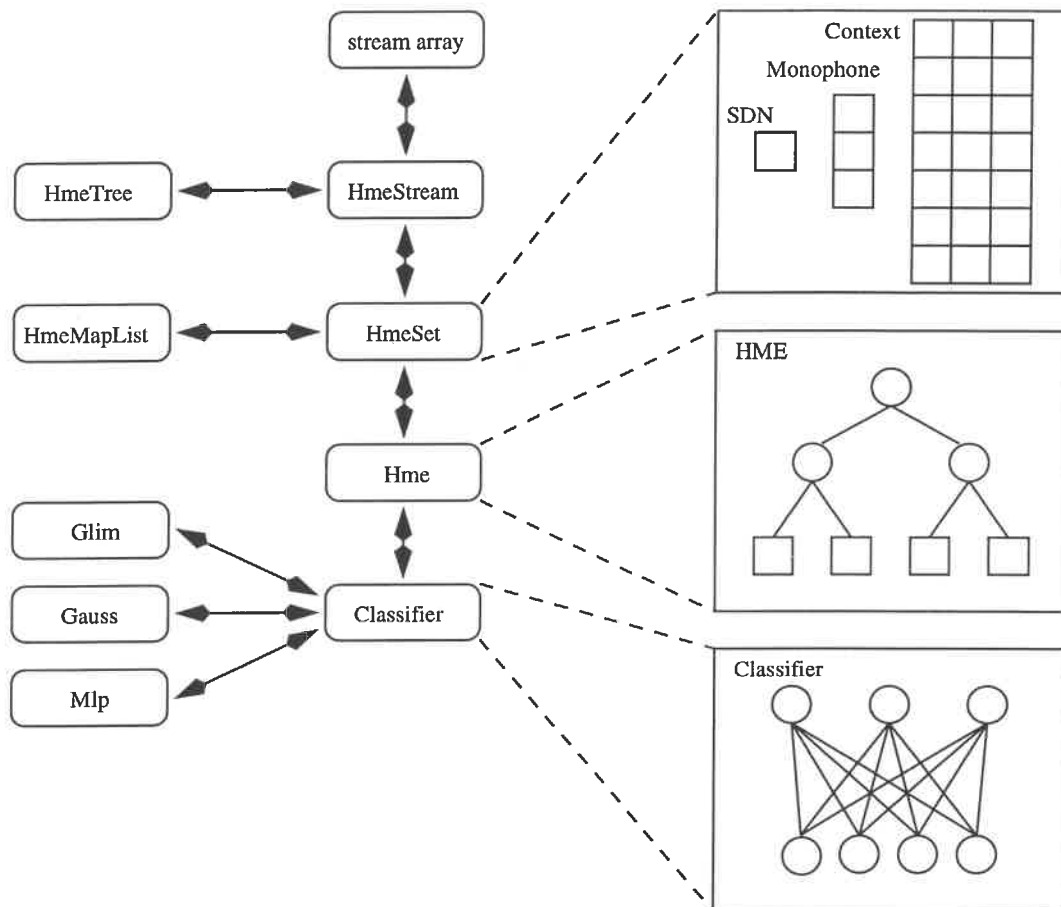 stream array
HmeTree
HmeStream
HmeMapList
HmeSet
Hme
Glim
Gauss
Mlp
Classifier
Context
Monophone
SDN
HME
Classifier